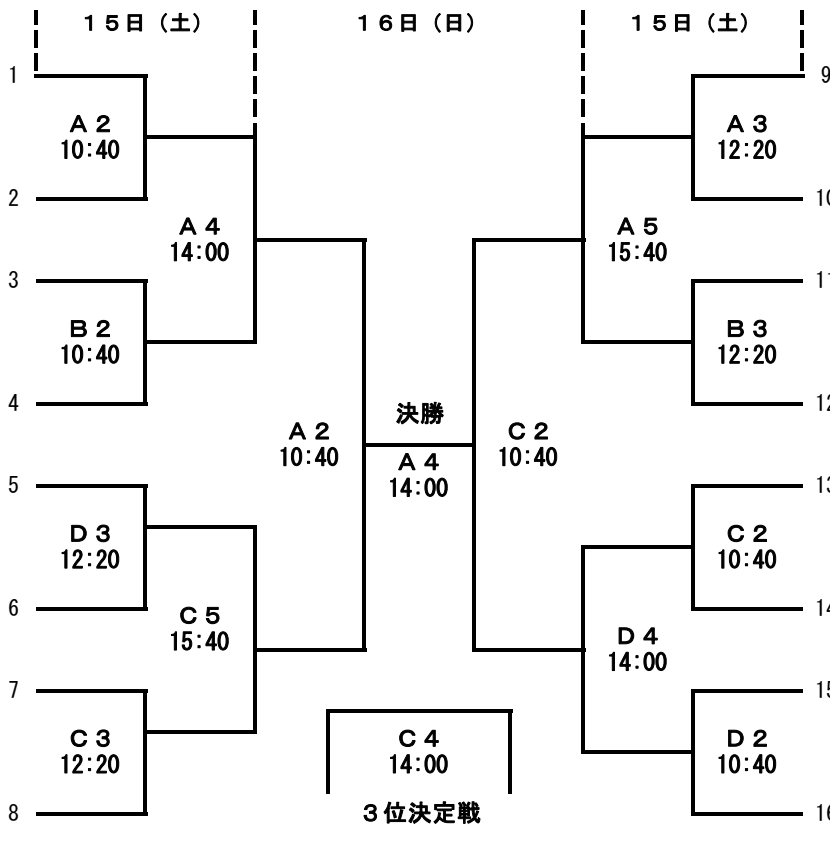 １５日（土）
１６日（日）
１５日（土）
1
Ａ２
10:40
2
Ａ４
14:00
3
Ｂ２
10:40
4
Ａ２
10:40
5
Ｄ３
12:20
6
Ｃ５
15:40
7
Ｃ３
12:20
8
決勝
Ａ４
14:00
Ｃ４
14:00
３位決定戦
9
Ａ３
12:20
10
Ａ５
15:40
11
Ｂ３
12:20
12
Ｃ２
10:40
13
Ｃ２
10:40
14
Ｄ４
14:00
15
Ｄ２
10:40
16